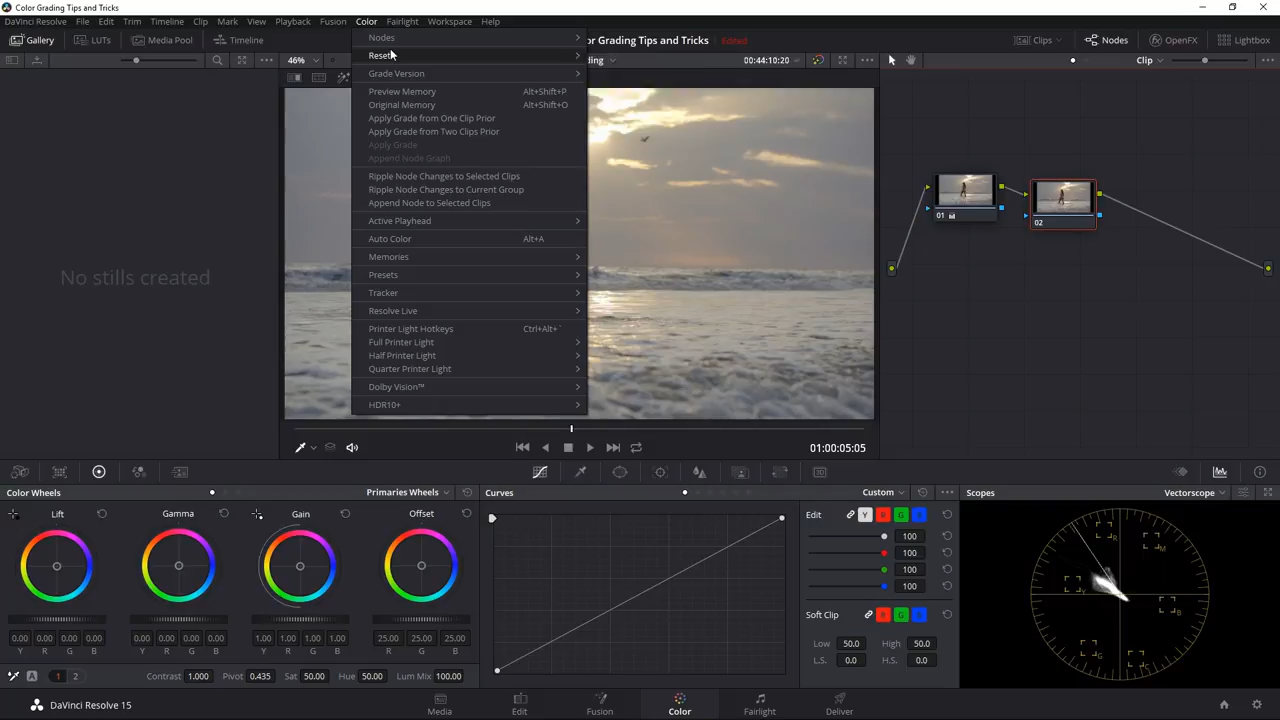 Color Grading Tips and Tricks
DaVinci Resolve File Edit Trim Timeline Clip Mark View Playback Fusion Color Fairlight Workspace Help
Gallery LUTs Media Pool Timeline
or Grading Tips and Tricks Edited
Clips Nodes OpenFX Lightbox
46%
ding 00:44:10:20
Clip
Nodes
Reset
Grade Version
Preview Memory Alt+Shift+P
Original Memory Alt+Shift+O
Apply Grade from One Clip Prior
Apply Grade from Two Clips Prior
Apply Grade
Append Node Graph
Ripple Node Changes to Selected Clips
Ripple Node Changes to Current Group
Append Node to Selected Clips
Active Playhead
Auto Color Alt+A
Memories
Presets
Tracker
Resolve Live
Printer Light Hotkeys Ctrl+Alt+`
Full Printer Light
Half Printer Light
Quarter Printer Light
Dolby Vision™
HDR10+
No stills created
01
02
01:00:05:05
3D
Color Wheels Primaries Wheels
Lift Gamma Gain Offset
0.00 0.00 0.00 0.00 0.00 0.00 0.00 0.00 1.00 1.00 1.00 1.00 25.00 25.00 25.00
Y R G B Y R G B Y R G B R G B
A 1 2 Contrast 1.000 Pivot 0.435 Sat 50.00 Hue 50.00 Lum Mix 100.00
Curves Custom
Edit Y R G B
100
100
100
100
Soft Clip R G B
Low 50.0 High 50.0
L.S. 0.0 H.S. 0.0
Scopes Vectorscope
R
M
Y
B
G
DaVinci Resolve 15
Media Edit Fusion Color Fairlight Deliver